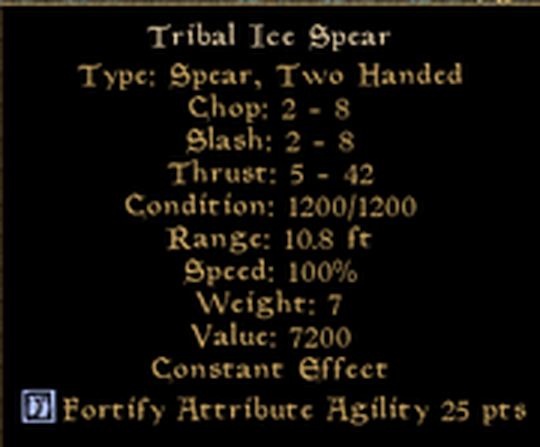 Tribal Ice Spear
Type: Spear, Two Handed
Chop: 2 - 8
Slash: 2 - 8
Thrust: 5 - 42
Condition: 1200/1200
Range: 10.8 ft
Speed: 100%
Weight: 7
Value: 7200
Constant Effect
Fortify Attribute Agility 25 pts